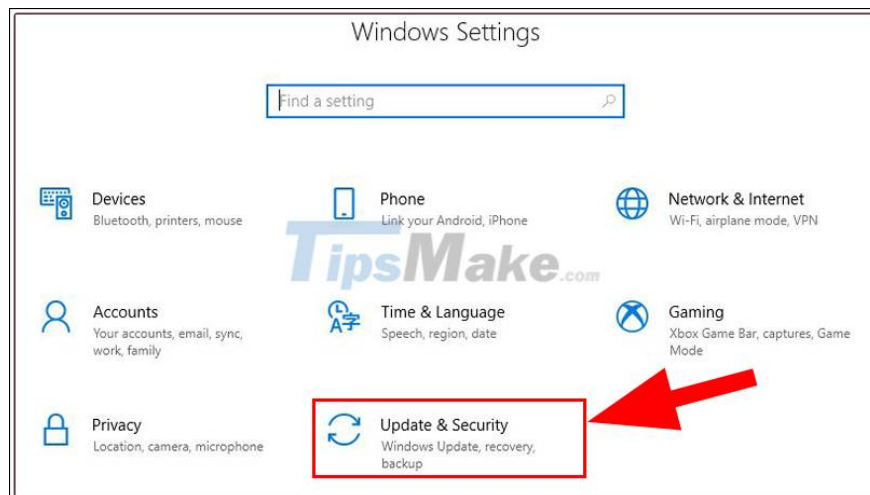 Windows Settings
Find a setting
Devices
Bluetooth, printers, mouse
Phone
Link your Android, iPhone
Network & Internet
Wi-Fi, airplane mode, VPN
TipsMake.com
Accounts
Your accounts, email, sync,
work, family
Time & Language
Speech, region, date
Gaming
Xbox Game Bar, captures, Game
Mode
Privacy
Location, camera, microphone
Update & Security
Windows Update, recovery,
backup